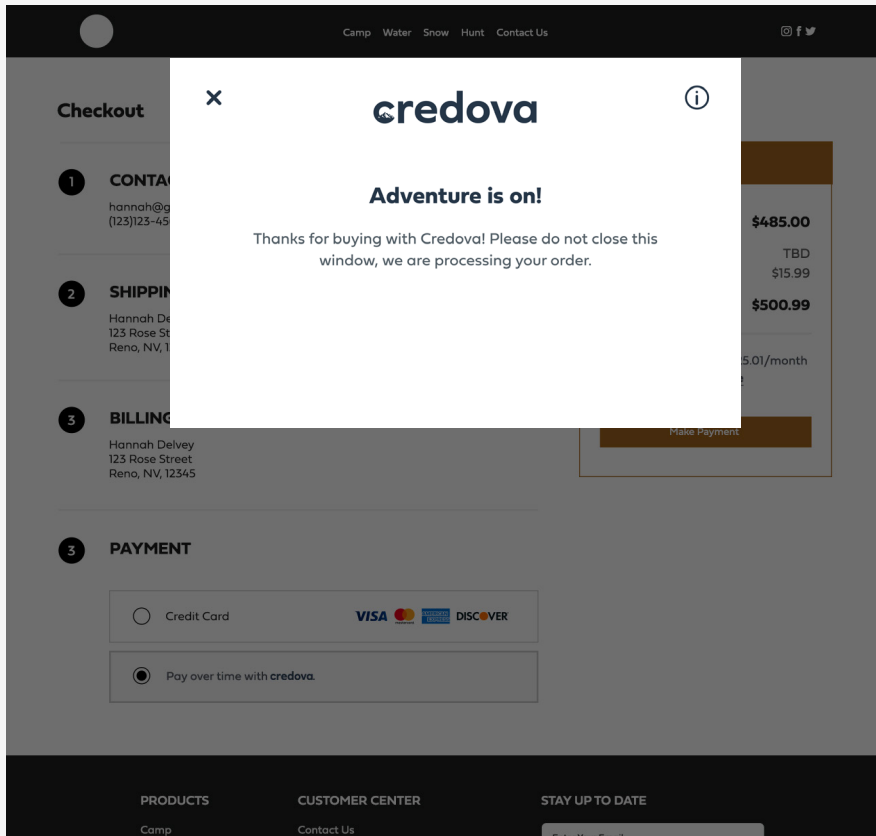 Camp Water Snow Hunt Contact Us
credova
Adventure is on!
Thanks for buying with Credova! Please do not close this
window, we are processing your order.
Checkout
1 CONTA
hannah@g
(123)123-45
2 SHIPPIN
Hannah De
123 Rose St
Reno, NV, 1
3 BILLING
Hannah Delvey
123 Rose Street
Reno, NV, 12345
3 PAYMENT
Credit Card VISA AMERICAN EXPRESS DISCOVER
Pay over time with credova.
$485.00
TBD
$15.99
$500.99
5.01/month
Make Payment
PRODUCTS
Camp
CUSTOMER CENTER
Contact Us
STAY UP TO DATE